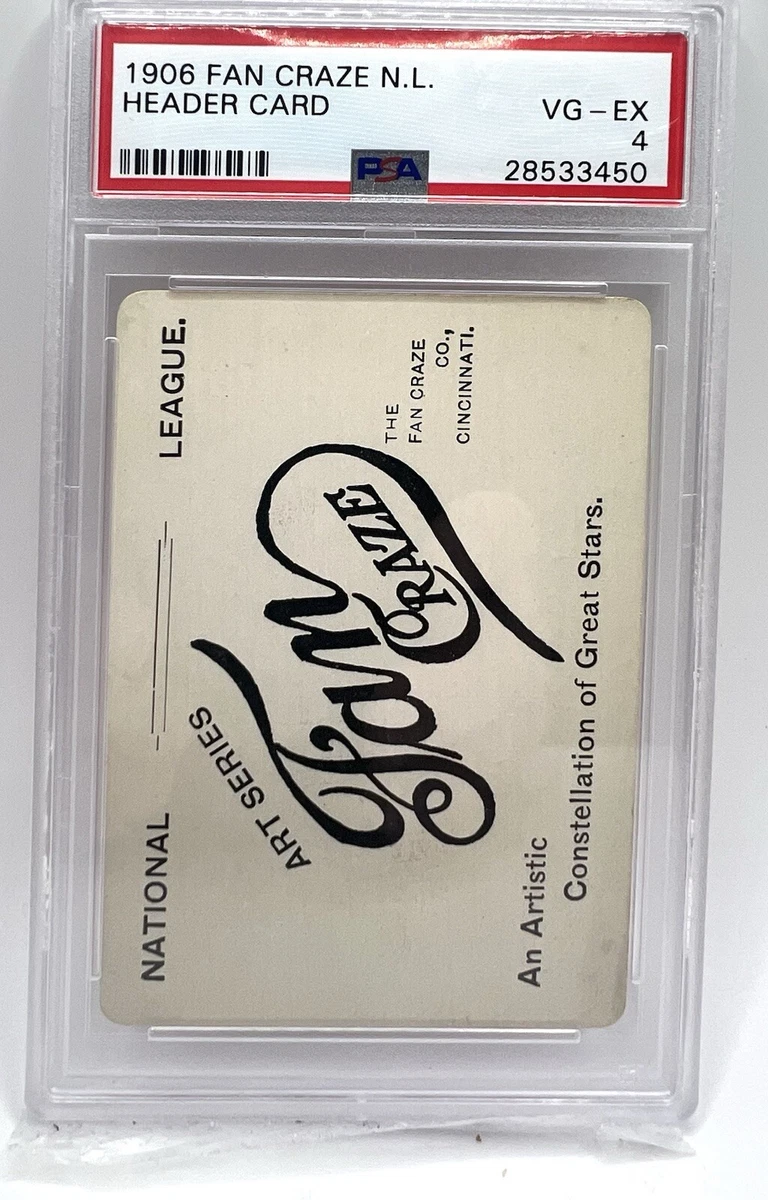 1906 FAN CRAZE N.L.
HEADER CARD
VG-EX
4
PSA
28533450
NATIONAL LEAGUE.
ART SERIES
Fan CRAZE
THE
FAN CRAZE
CO.,
CINCINNATI.
An Artistic
Constellation of Great Stars.